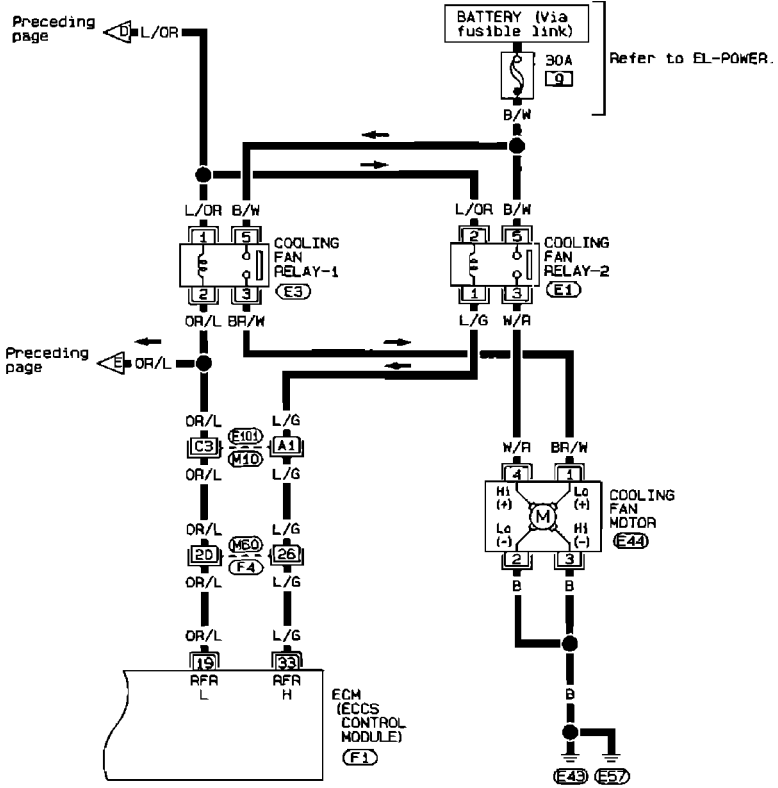 Preceding
page
D
L/OR
BATTERY (Via
fusible link)
30A
9
Refer to EL-POWER.
B/W
L/OR
B/W
L/OR
B/W
1
5
COOLING
FAN
RELAY-1
E3
2
3
2
5
COOLING
FAN
RELAY-2
E1
1
3
OR/L
BR/W
L/G
W/R
Preceding
page
E
OR/L
OR/L
L/G
C3
E101
M10
A1
OR/L
L/G
W/R
BR/W
4
1
Hi
(+)
Lo
(+)
M
Lo
(-)
Hi
(-)
2
3
COOLING
FAN
MOTOR
E44
OR/L
L/G
20
M60
F4
26
OR/L
L/G
B
B
OR/L
L/G
19
33
RFR
L
RFR
H
ECM
(ECCS
CONTROL
MODULE)
F1
B
E43
E57